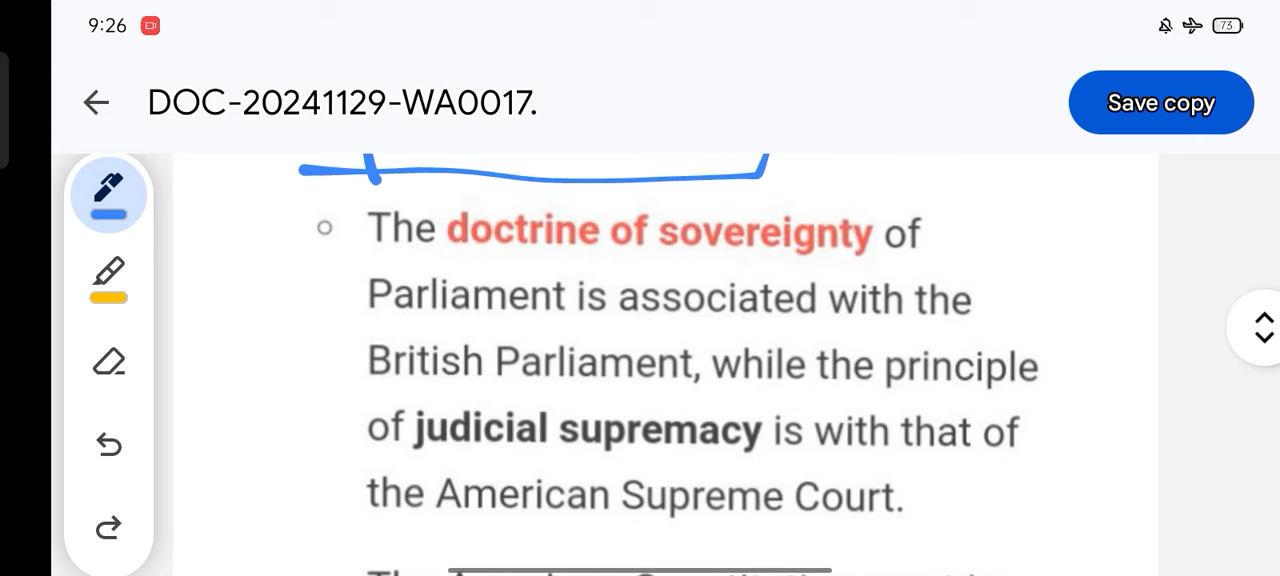 9:26
73
DOC-20241129-WA0017.
Save copy
The doctrine of sovereignty of
Parliament is associated with the
British Parliament, while the principle
of judicial supremacy is with that of
the American Supreme Court.